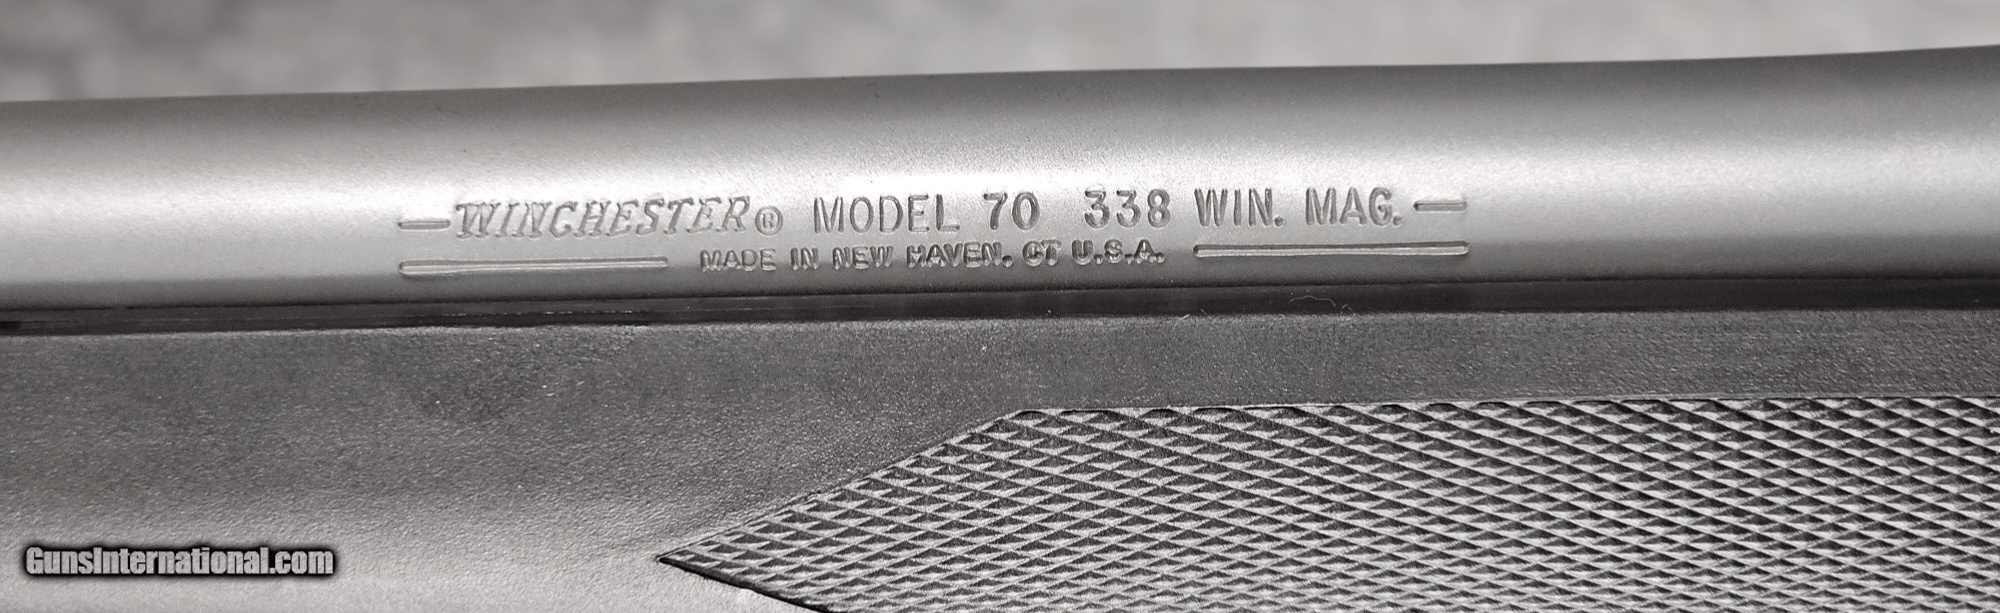 WINCHESTER® MODEL 70 338 WIN. MAG.
MADE IN NEW HAVEN, CT U.S.A.
GunsInternational.com